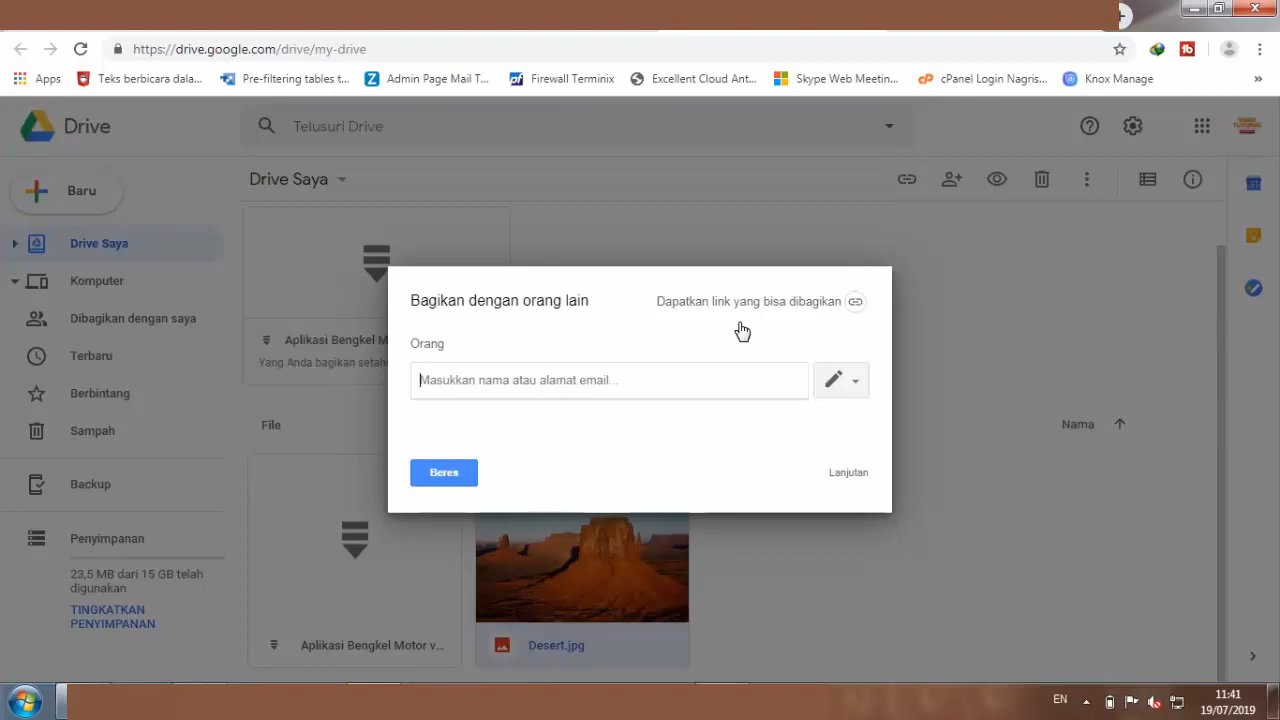 https://drive.google.com/drive/my-drive
Apps
Teks berbicara dala...
Pre-filtering tables t...
Admin Page Mail T...
Firewall Terminix
Excellent Cloth Ant...
Skype Web Meetin...
cPanel Login Nagris...
Knox Manage
»
Drive
Telusuri Drive
Baru
Drive Saya
Drive Saya
Komputer
Dibagikan dengan saya
Terbaru
Berbintang
Sampah
Backup
Penyimpanan
23,5 MB dari 15 GB telah
digunakan
TINGKATKAN
PENYIMPANAN
Aplikasi Bengkel M
Yang Anda bagikan setah
File
Nama
Bagikan dengan orang lain
Dapatkan link yang bisa dibagikan
Orang
Masukkan nama atau alamat email...
Beres
Lanjutan
Aplikasi Bengkel Motor v...
Desert.jpg
EN
11:41
19/07/2019